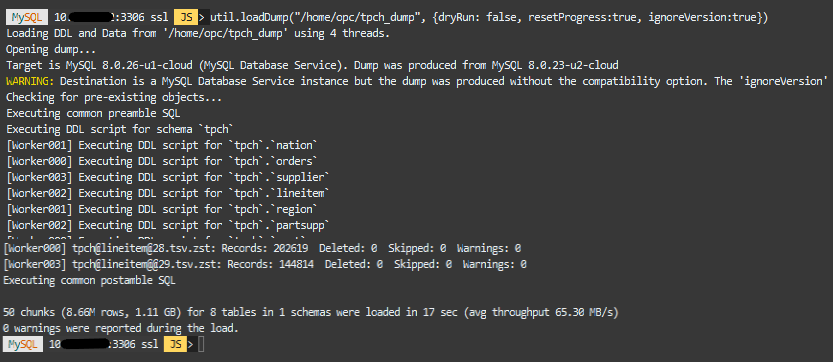 MySQL 10. 2:3306 ssl JS > util.loadDump("/home/opc/tpch_dump", {dryRun: false, resetProgress:true, ignoreVersion:true})
Loading DDL and Data from '/home/opc/tpch_dump' using 4 threads.
Opening dump...
Target is MySQL 8.0.26-u1-cloud (MySQL Database Service). Dump was produced from MySQL 8.0.23-u2-cloud
WARNING: Destination is a MySQL Database Service instance but the dump was produced without the compatibility option. The 'ignoreVersion'
Checking for pre-existing objects...
Executing common preamble SQL
Executing DDL script for schema `tpch`
[Worker001] Executing DDL script for `tpch`.`nation`
[Worker000] Executing DDL script for `tpch`.`orders`
[Worker003] Executing DDL script for `tpch`.`supplier`
[Worker002] Executing DDL script for `tpch`.`lineitem`
[Worker001] Executing DDL script for `tpch`.`region`
[Worker002] Executing DDL script for `tpch`.`partsupp`
[Worker000] tpch@lineitem@28.tsv.zst: Records: 202619 Deleted: 0 Skipped: 0 Warnings: 0
[Worker003] tpch@lineitem@@29.tsv.zst: Records: 144814 Deleted: 0 Skipped: 0 Warnings: 0
Executing common postamble SQL
50 chunks (8.66M rows, 1.11 GB) for 8 tables in 1 schemas were loaded in 17 sec (avg throughput 65.30 MB/s)
0 warnings were reported during the load.
MySQL 10. :3306 ssl JS >